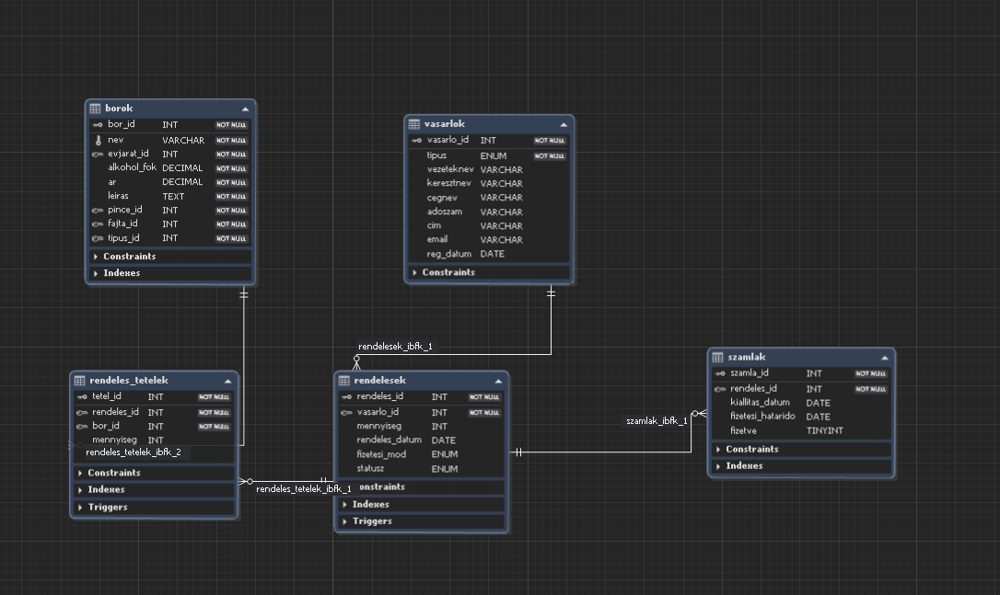 borok
bor_id INT NOT NULL
nev VARCHAR NOT NULL
evjarat_id INT NOT NULL
alkohol_fok DECIMAL NOT NULL
ar DECIMAL NOT NULL
leiras TEXT NOT NULL
pince_id INT NOT NULL
fajta_id INT NOT NULL
tipus_id INT NOT NULL
Constraints
Indexes
vasarlok
vasarlo_id INT NOT NULL
tipus ENUM NOT NULL
vezeteknev VARCHAR
keresztnev VARCHAR
cegnev VARCHAR
adoszam VARCHAR
cim VARCHAR
email VARCHAR
reg_datum DATE
Constraints
rendelesek_ibfk_1
rendeles_tetelek
tetel_id INT NOT NULL
rendeles_id INT NOT NULL
bor_id INT NOT NULL
mennyiseg INT
rendeles_tetelek_ibfk_2
Constraints
Indexes
Triggers
rendeles_tetelek_ibfk_1
rendelesek
rendeles_id INT NOT NULL
vasarlo_id INT NOT NULL
mennyiseg INT
rendeles_datum DATE
fizetesi_mod ENUM
statusz ENUM
onstraints
Indexes
Triggers
szamlak_ibfk_1
szamlak
szamla_id INT NOT NULL
rendeles_id INT NOT NULL
kiallitas_datum DATE
fizetesi_hatarido DATE
fizetve TINYINT
Constraints
Indexes